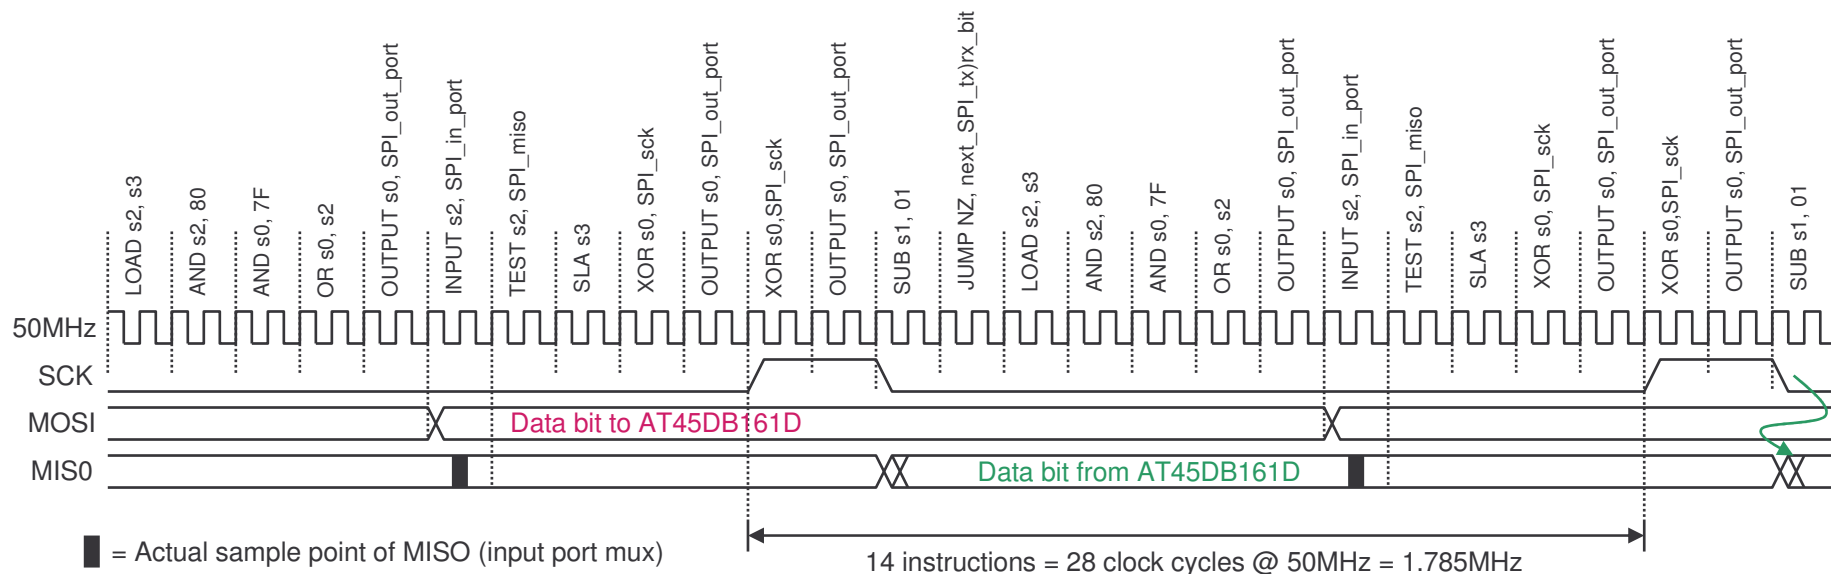 LOAD s2, s3
AND s2, 80
AND s0, 7F
OR s0, s2
OUTPUT s0, SPI_out_port
INPUT s2, SPI_in_port
TEST s2, SPI_miso
SLA s3
XOR s0, SPI_sck
OUTPUT s0, SPI_out_port
XOR s0,SPI_sck
OUTPUT s0, SPI_out_port
SUB s1, 01
JUMP NZ, next_SPI_tx)rx_bit
LOAD s2, s3
AND s2, 80
AND s0, 7F
OR s0, s2
OUTPUT s0, SPI_out_port
INPUT s2, SPI_in_port
TEST s2, SPI_miso
SLA s3
XOR s0, SPI_sck
OUTPUT s0, SPI_out_port
XOR s0,SPI_sck
OUTPUT s0, SPI_out_port
SUB s1, 01
50MHz
SCK
MOSI
Data bit to AT45DB161D
MIS0
Data bit from AT45DB161D
= Actual sample point of MISO (input port mux)
14 instructions = 28 clock cycles @ 50MHz = 1.785MHz